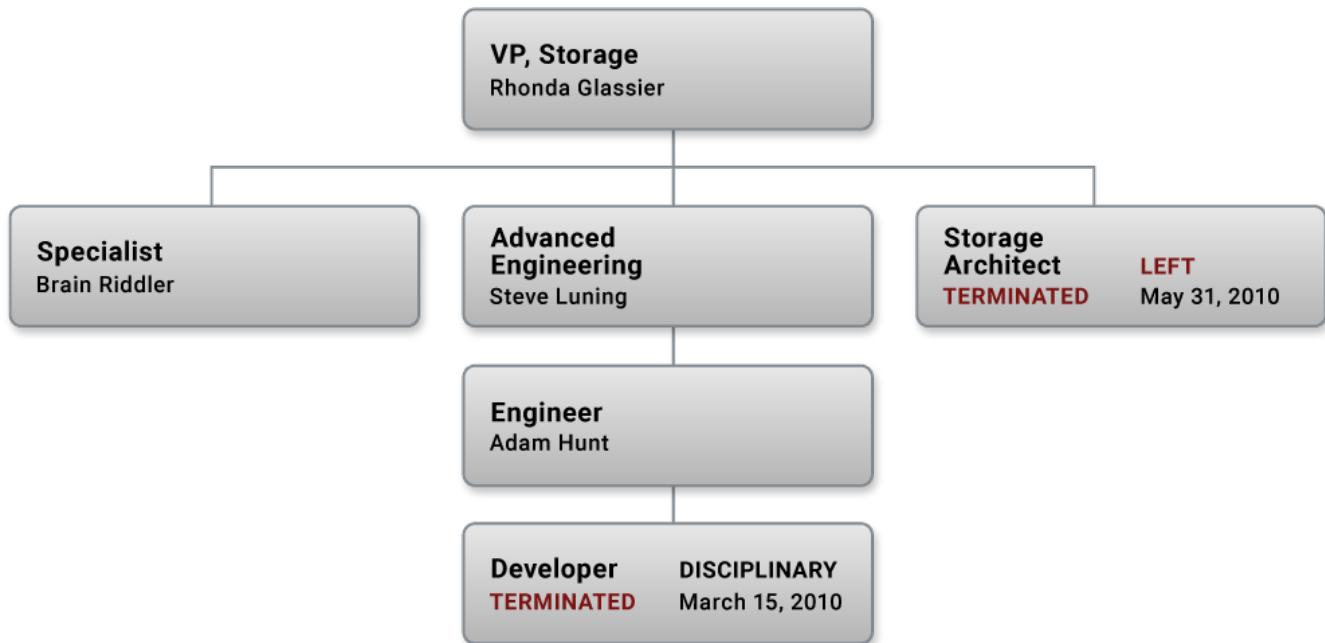 VP, Storage
Rhonda Glassier
Specialist
Brain Riddler
Advanced
Engineering
Steve Luning
Storage
Architect LEFT
TERMINATED May 31, 2010
Engineer
Adam Hunt
Developer DISCIPLINARY
TERMINATED March 15, 2010